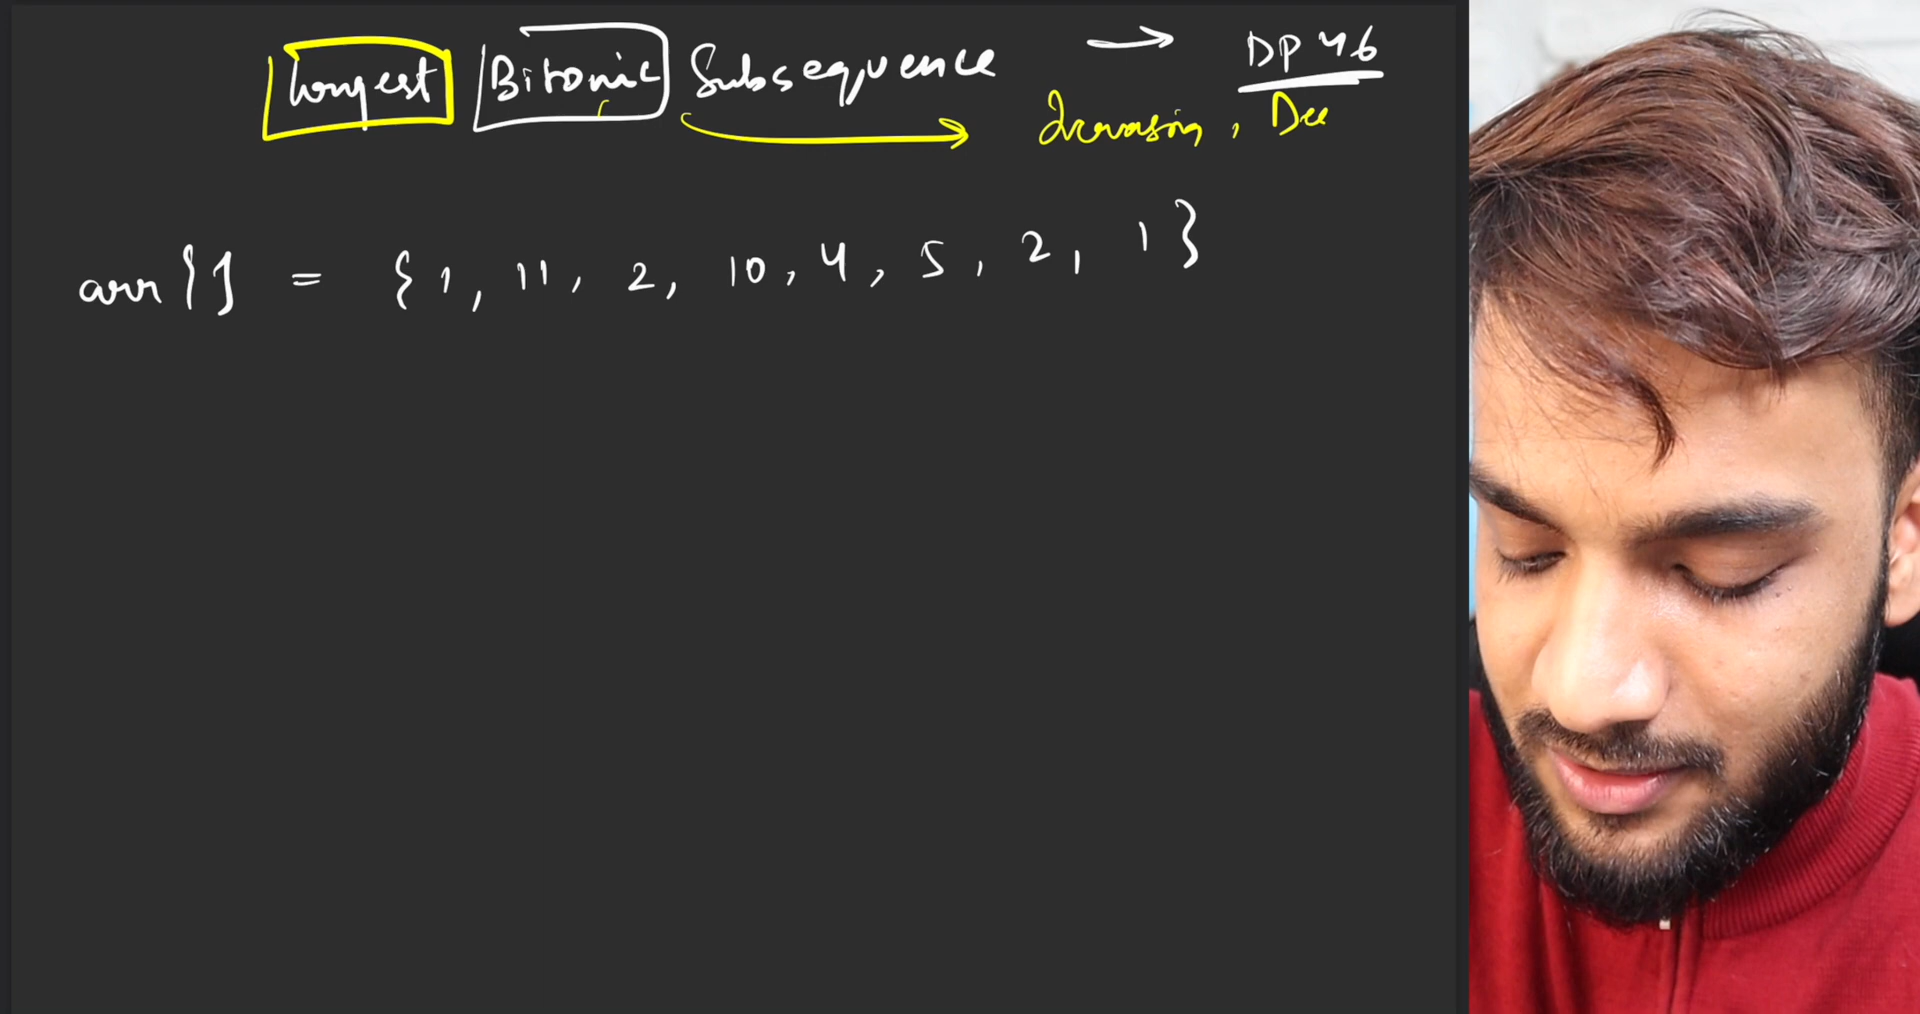 Longest Bitonic Subsequence → DP 46
Increasing, Dec
arr[] = {1, 11, 2, 10, 4, 5, 2, 1}